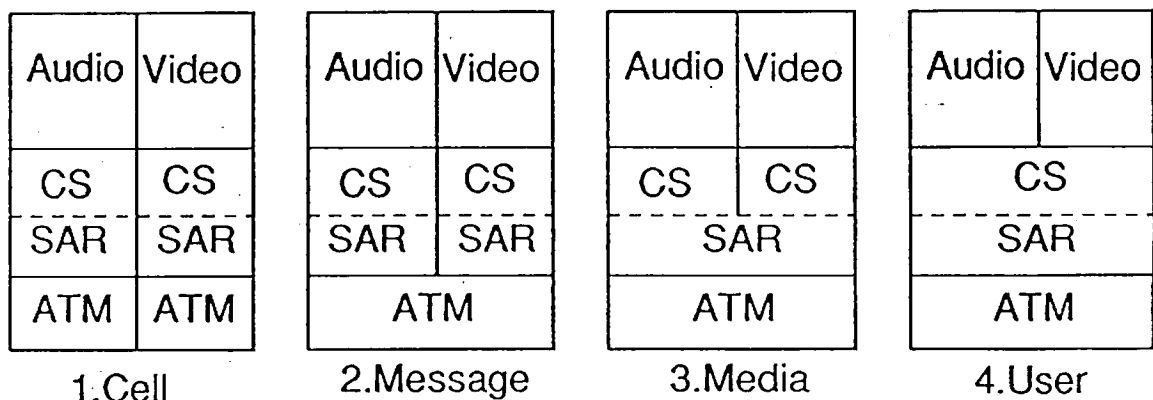 Audio Video Audio Video Audio Video Audio Video
CS CS CS CS CS CS CS
SAR SAR SAR SAR SAR SAR
ATM ATM ATM ATM ATM
1.Cell 2.Message 3.Media 4.User